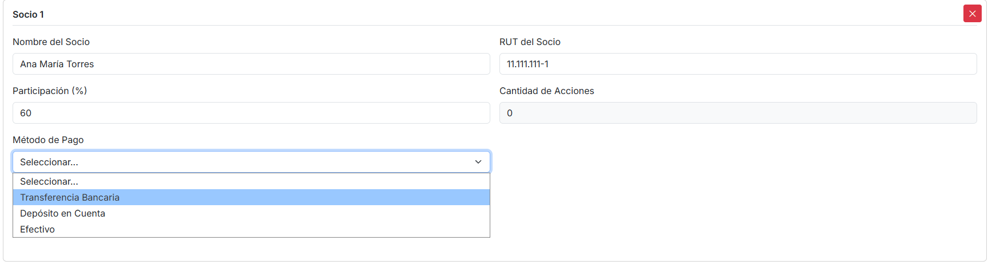 Socio 1
Nombre del Socio
RUT del Socio
Ana María Torres
11.111.111-1
Participación (%)
Cantidad de Acciones
60
0
Método de Pago
Seleccionar...
Seleccionar...
Transferencia Bancaria
Depósito en Cuenta
Efectivo